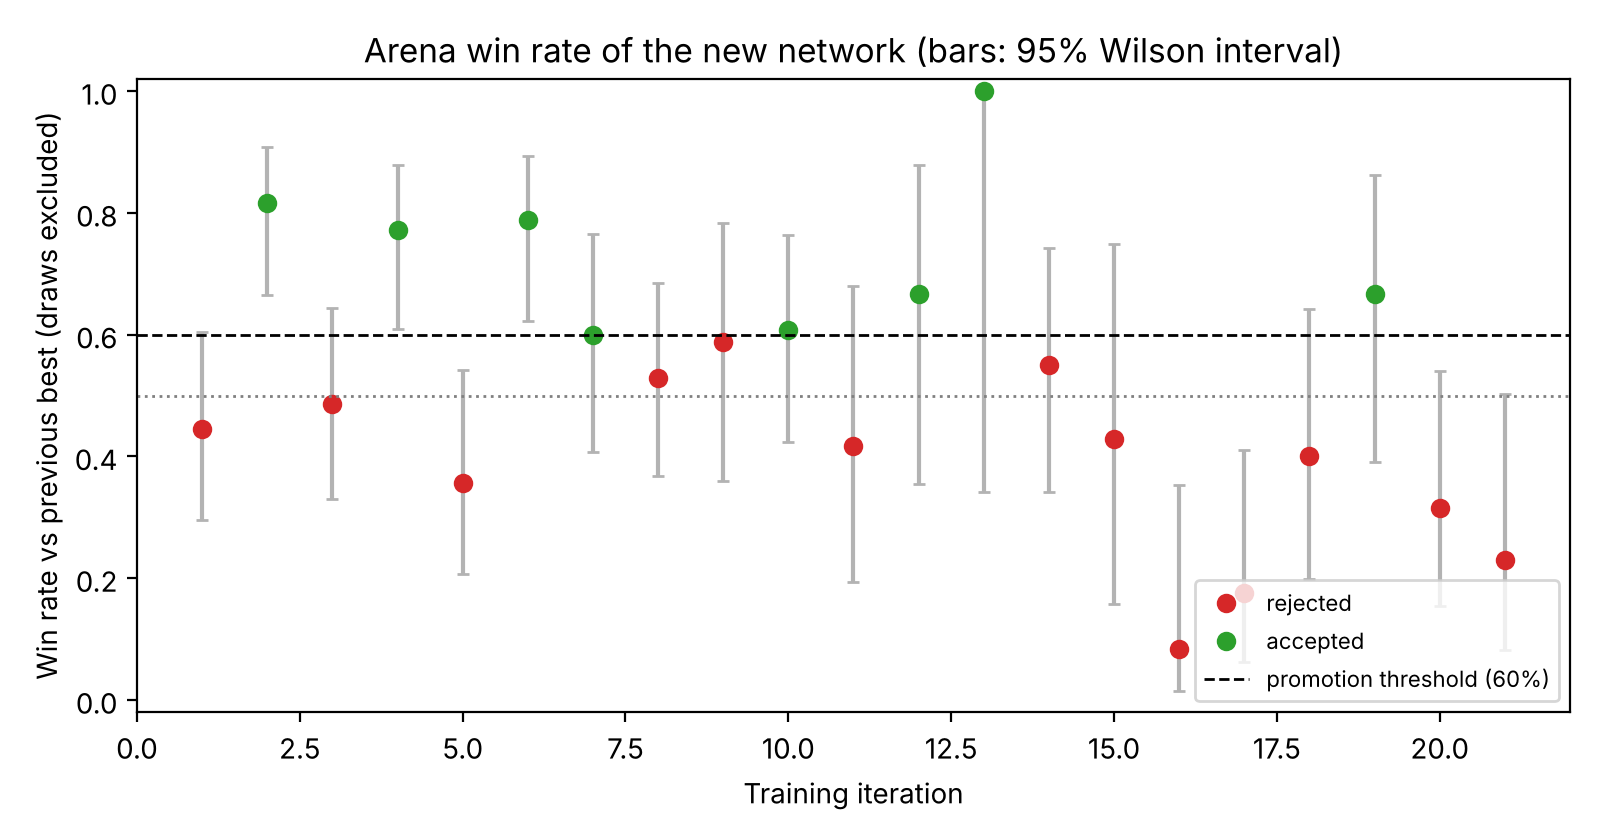 Arena win rate of the new network (bars: 95% Wilson interval)
Win rate vs previous best (draws excluded)
1.0
0.8
0.6
0.4
0.2
0.0
rejected
accepted
promotion threshold (60%)
0.0 2.5 5.0 7.5 10.0 12.5 15.0 17.5 20.0
Training iteration